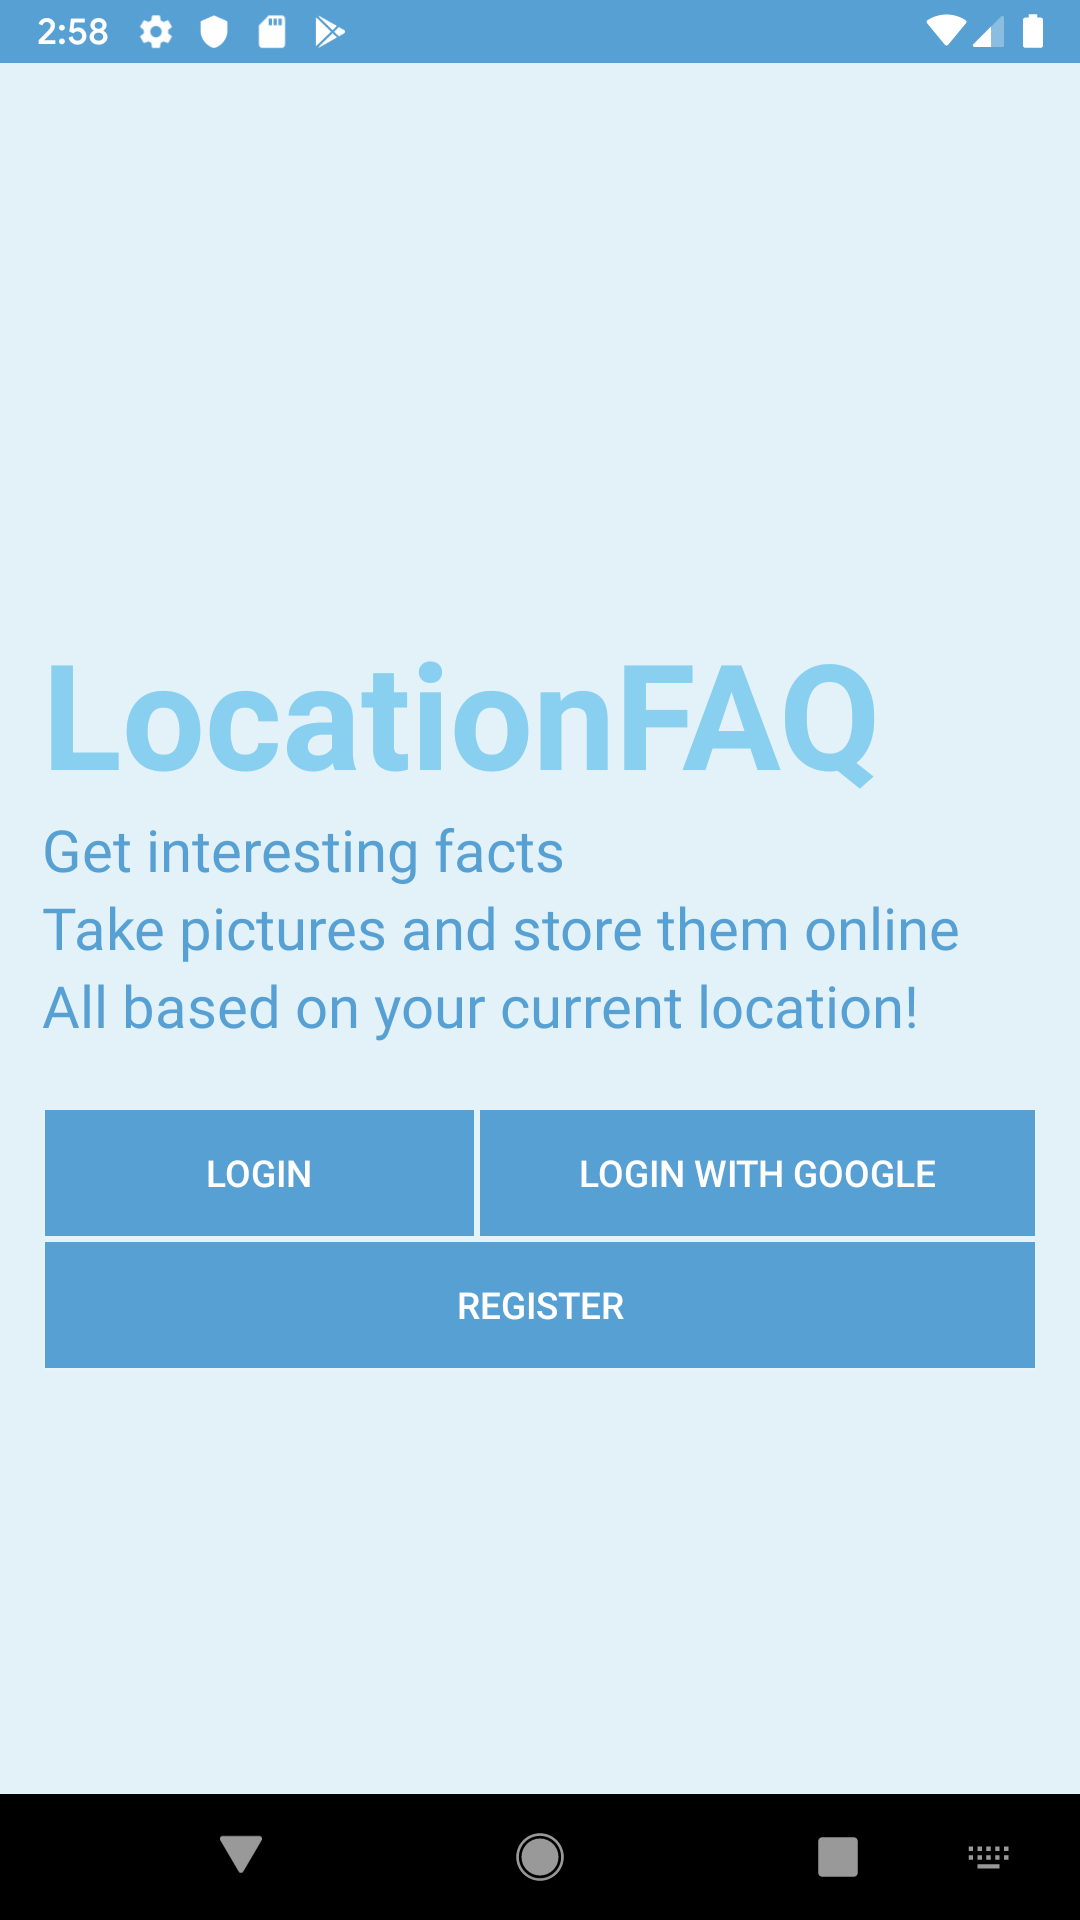 2:58
LocationFAQ
Get interesting facts
Take pictures and store them online
All based on your current location!
LOGIN
LOGIN WITH GOOGLE
REGISTER